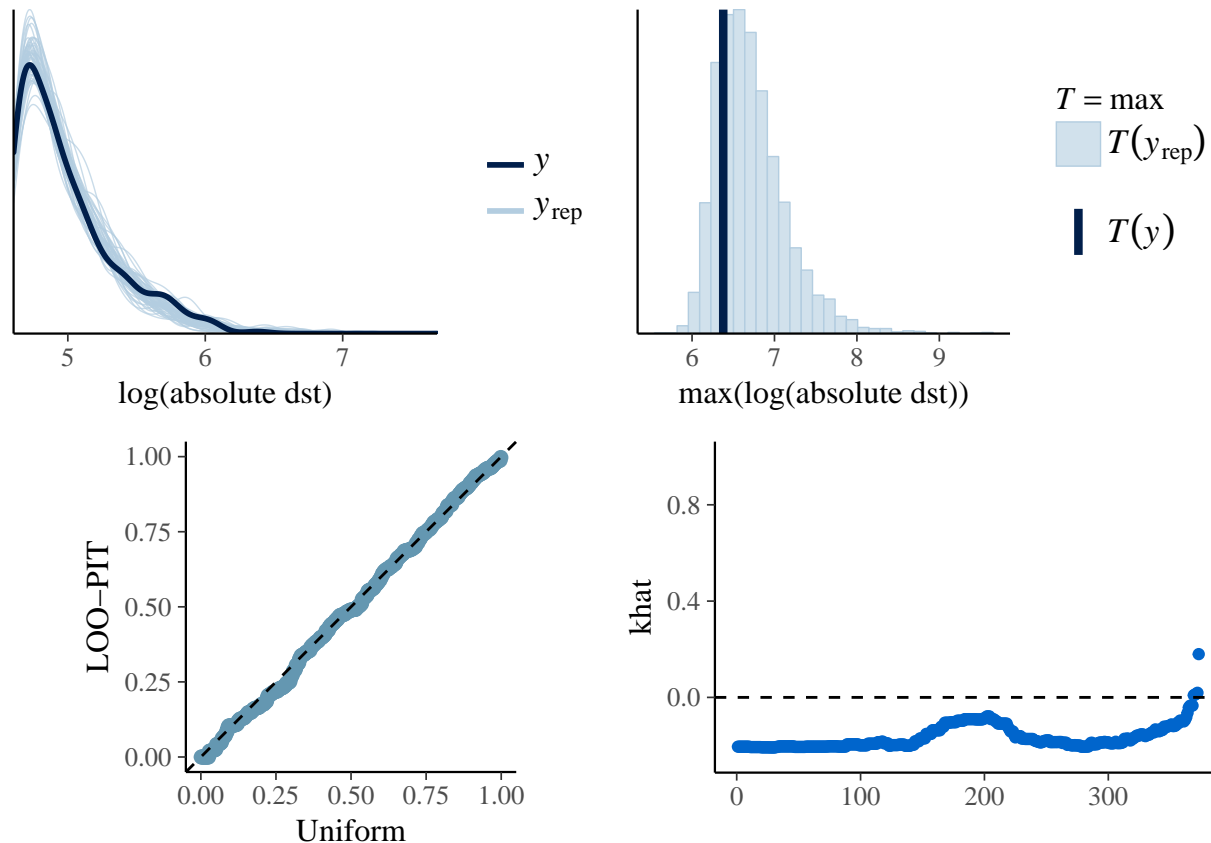 y
y rep
5 6 7
log(absolute dst)
T = max
T(y rep)
T(y)
6 7 8 9
max(log(absolute dst))
1.00
0.75
0.50
0.25
0.00
LOO−PIT
0.00 0.25 0.50 0.75 1.00
Uniform
0.8
0.4
0.0
khat
0 100 200 300